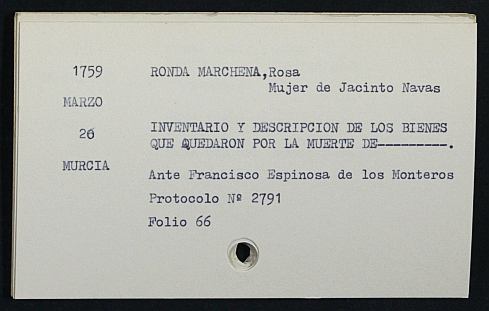 1759 RONDA MARCHENA,Rosa
Mujer de Jacinto Navas
MARZO
26 INVENTARIO Y DESCRIPCION DE LOS BIENES
QUE QUEDARON POR LA MUERTE DE---------.
MURCIA
Ante Francisco Espinosa de los Monteros
Protocolo Nº 2791
Folio 66